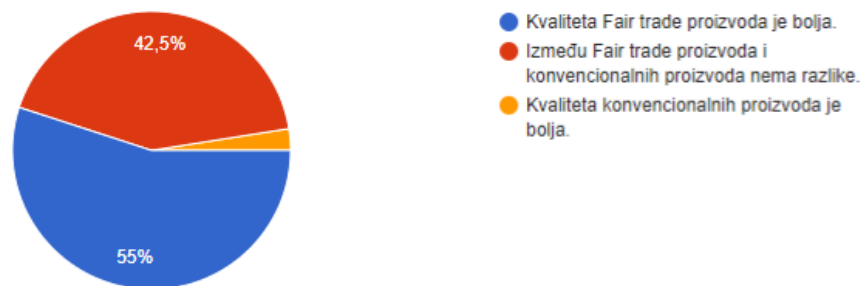 42,5%
55%
Kvaliteta Fair trade proizvoda je bolja.
Između Fair trade proizvoda i
konvencionalnih proizvoda nema razlike.
Kvaliteta konvencionalnih proizvoda je
bolja.